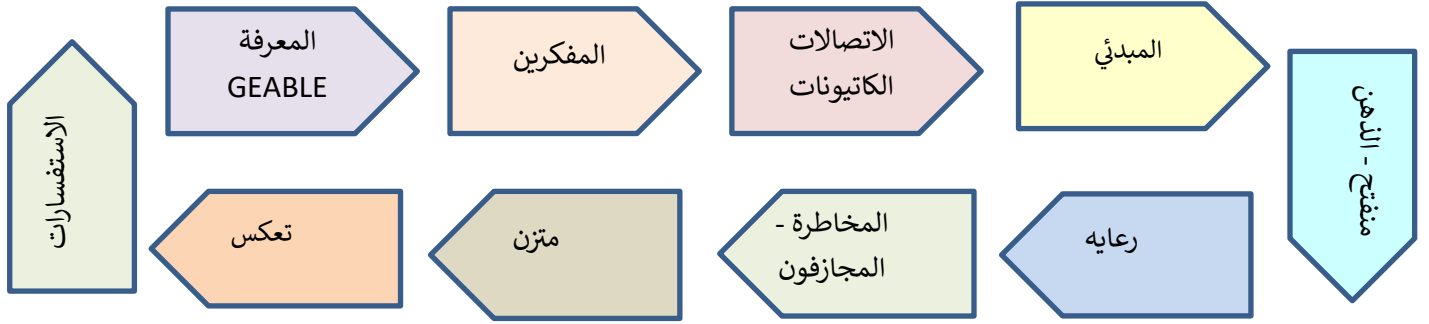 الاستفسارات
المعرفة
GEABLE
المفكرين
الاتصالات
الكاتيونات
المبدئي
منفتح - الذهن
رعايه
المخاطرة -
المجازفون
متزن
تعكس